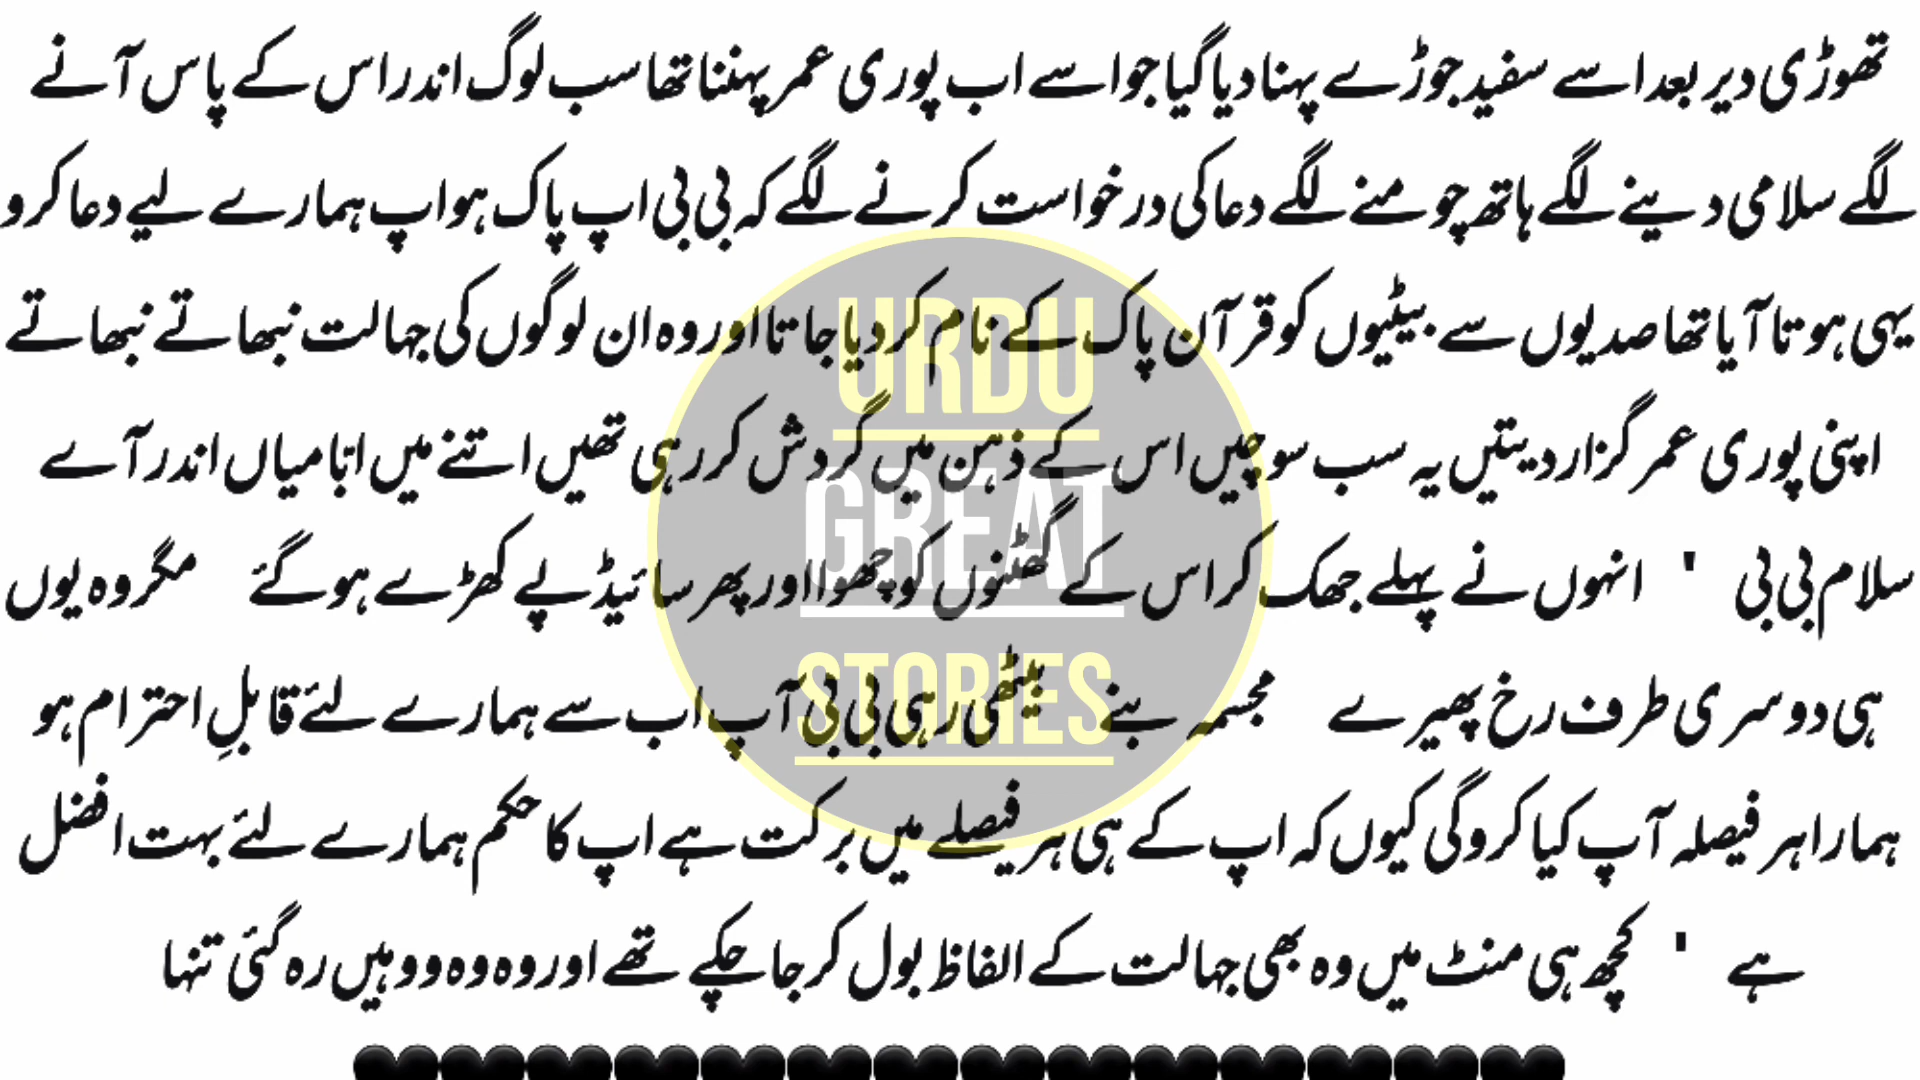 تھوڑی دیر بعد اسے سفید جوڑے پہنا دیا گیا جو اسے اب پوری عمر پہننا تھا سب لوگ اندر اس کے پاس آنے
لگے سلامی دینے لگے ہاتھ چومنے لگے دعا کی درخواست کرنے لگے کہ بی بی اپ پاک ہو اپ ہمارے لیے دعا کرو
یہی ہوتا آیا تھا صدیوں سے بیٹیوں کو قرآن پاک کے نام کر دیا جاتا اور وہ ان لوگوں کی جہالت نبھاتے نبھاتے
اپنی پوری عمر گزار دیتیں یہ سب سوچیں اس کے ذہن میں گردش کر رہی تھیں اتنے میں ابا میاں اندر آے
سلام بی بی ' انہوں نے پہلے جھک کر اس کے گھٹنوں کو چھوا اور پھر سائیڈ پے کھڑے ہو گئے مگر وہ یوں
ہی دوسری طرف رخ پھیرے مجسمہ بنے بیٹھی رہی بی بی آپ اب سے ہمارے لئے قابلِ احترام ہو
ہمارا ہر فیصلہ آپ کیا کرو گی کیوں کہ اپ کے ہی ہر فیصلے میں برکت ہے اپ کا حکم ہمارے لئے بہت افضل
ہے ' کچھ ہی منٹ میں وہ بھی جہالت کے الفاظ بول کر جا چکے تھے اور وہ وہ وو وہیں رہ گئی تنہا
URDU
GREAT
STORIES